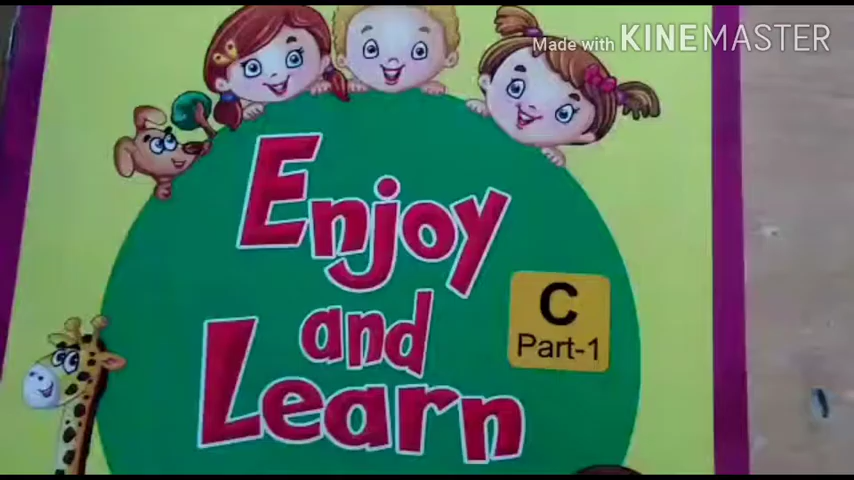 Made with KINEMASTER
Enjoy
and
Learn
C
Part-1